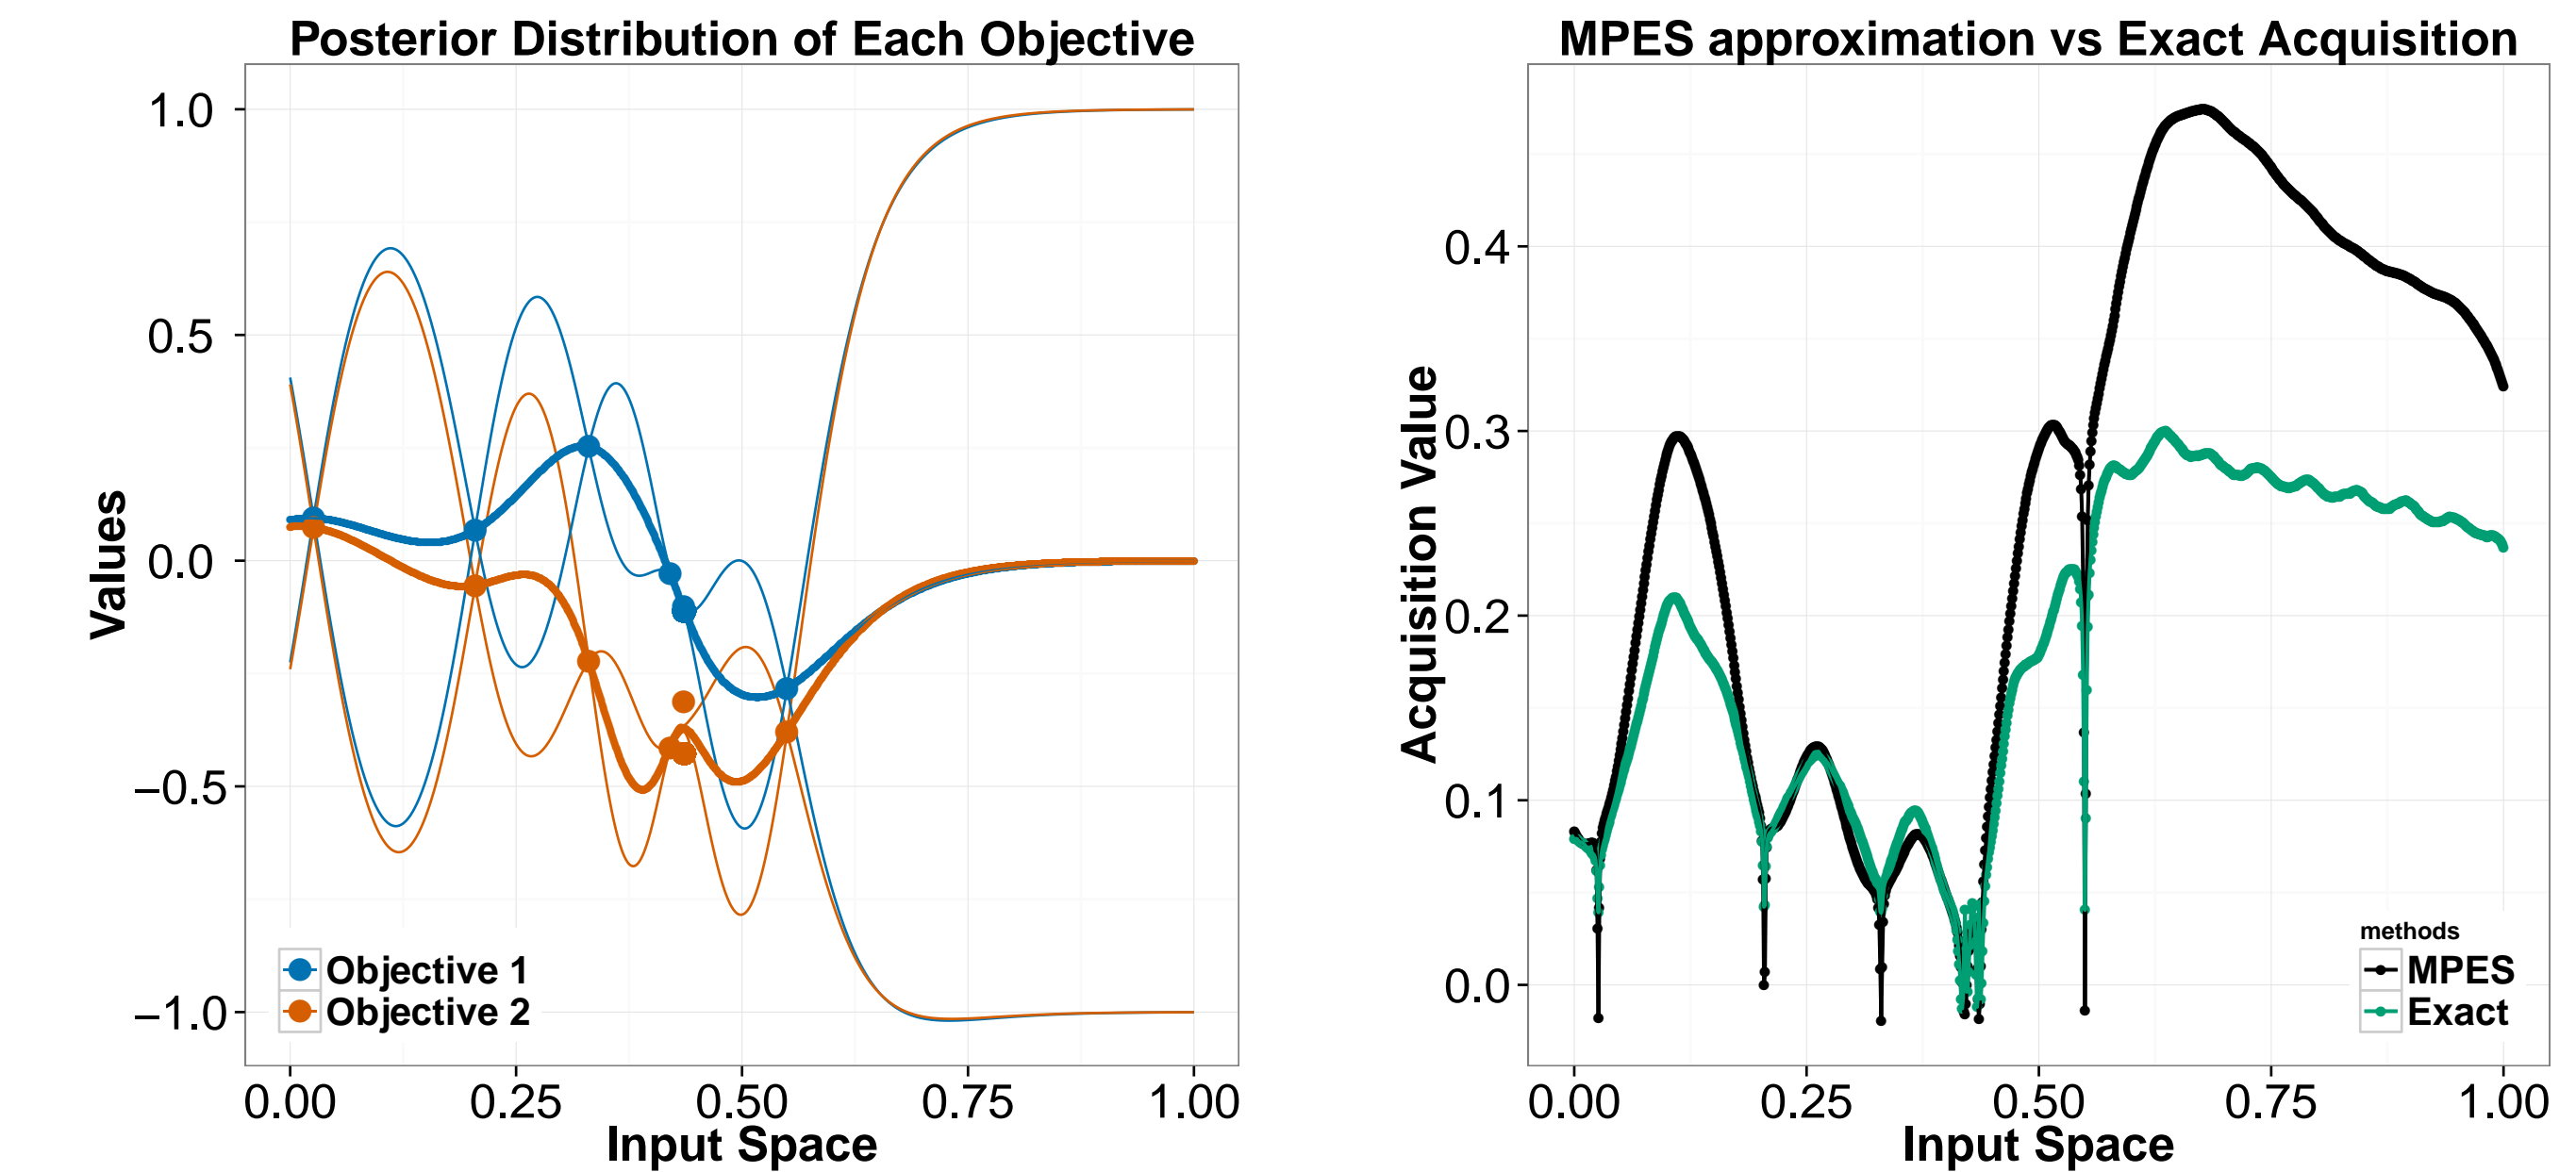 Posterior Distribution of Each Objective
Values
1.0
0.5
0.0
−0.5
−1.0
Objective 1
Objective 2
0.00 0.25 0.50 0.75 1.00
Input Space
MPES approximation vs Exact Acquisition
Acquisition Value
0.4
0.3
0.2
0.1
0.0
methods
MPES
Exact
0.00 0.25 0.50 0.75 1.00
Input Space